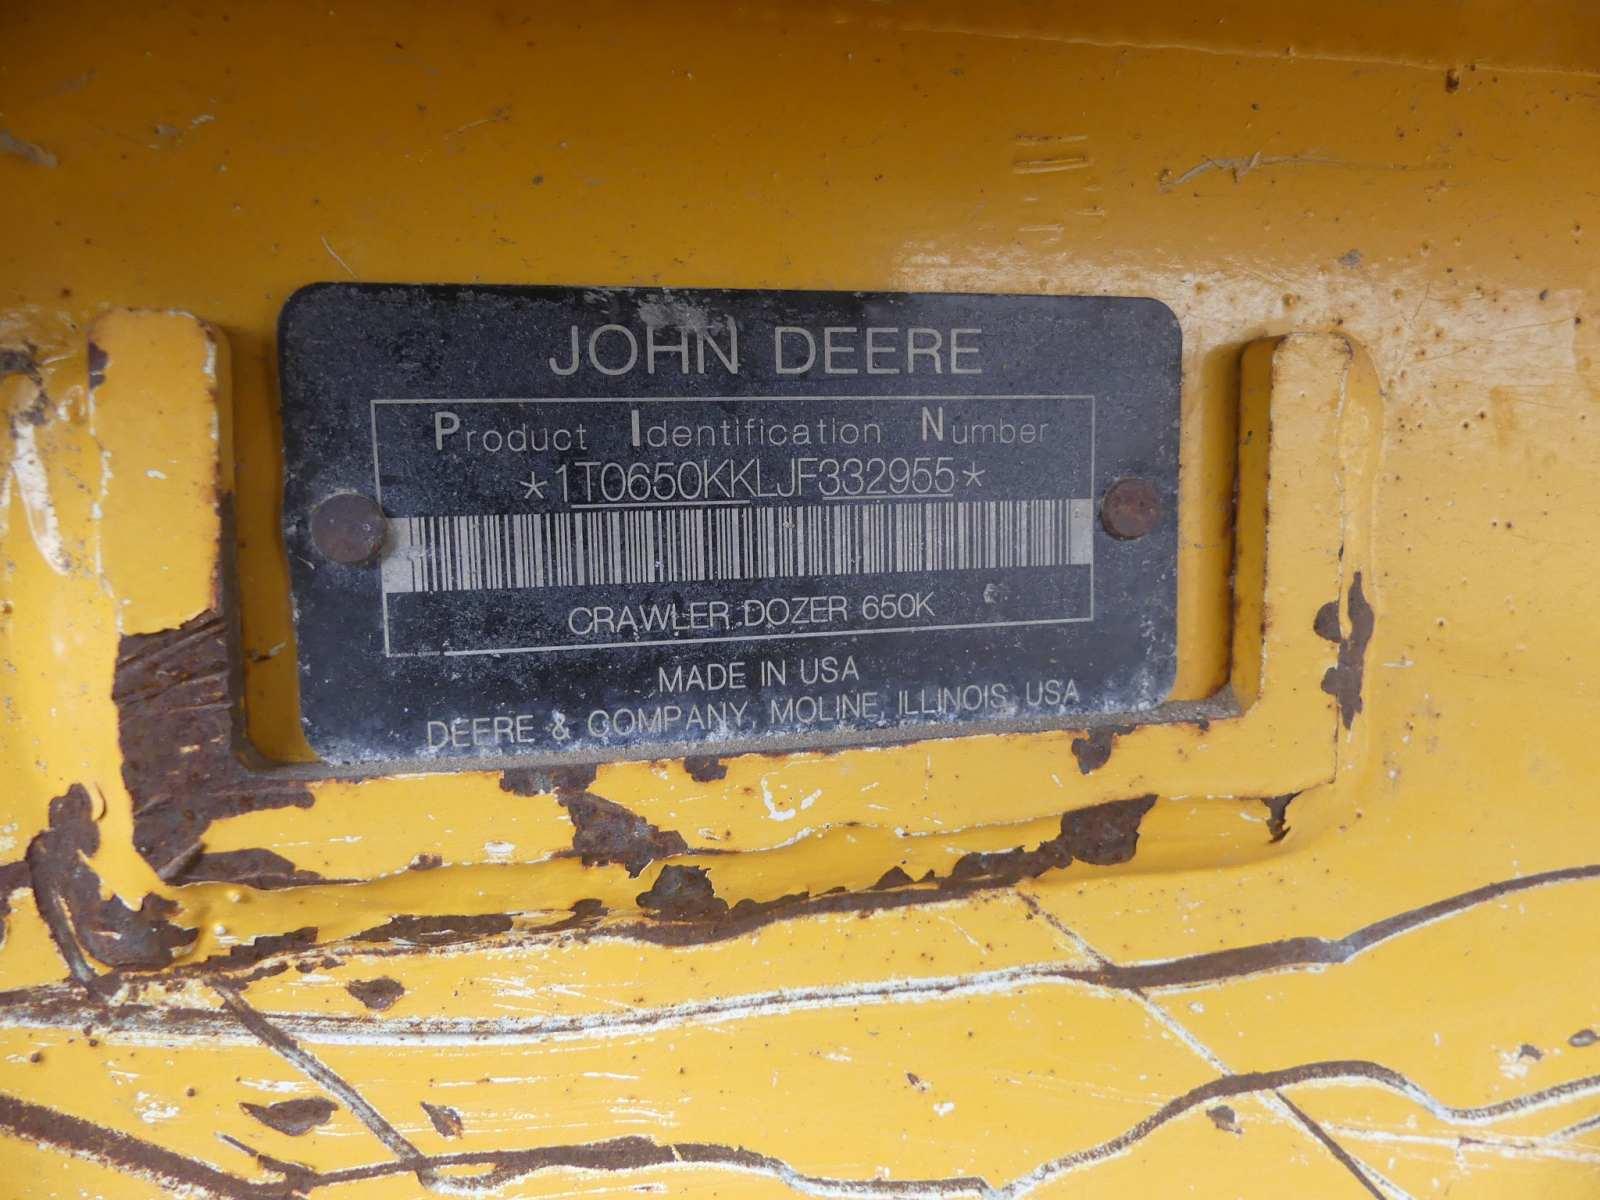 JOHN DEERE
Product Identification Number
*1T0650KKLJF332955*
CRAWLER DOZER 650K
MADE IN USA
DEERE & COMPANY, MOLINE, ILLINOIS, USA